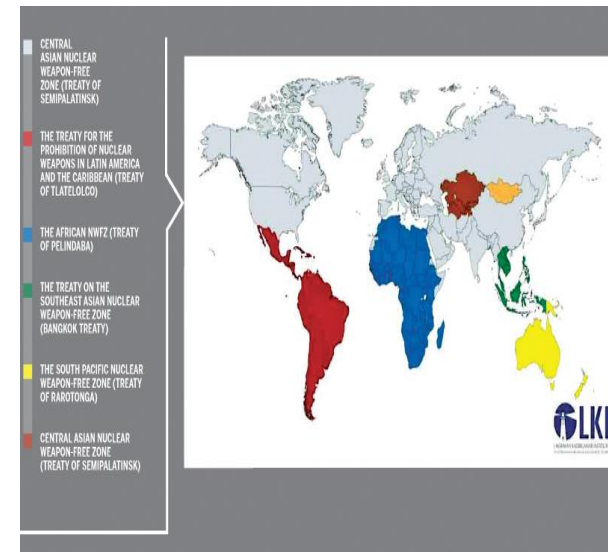 CENTRAL
ASIAN NUCLEAR
WEAPON-FREE
ZONE (TREATY OF
SEMIPALATINSK)
THE TREATY FOR THE
PROHIBITION OF NUCLEAR
WEAPONS IN LATIN AMERICA
AND THE CARIBBEAN (TREATY
OF TLATELOLCO)
THE AFRICAN NWFZ (TREATY
OF PELINDABA)
THE TREATY ON THE
SOUTHEAST ASIAN NUCLEAR
WEAPON-FREE ZONE
(BANGKOK TREATY)
THE SOUTH PACIFIC NUCLEAR
WEAPON-FREE ZONE (TREATY
OF RAROTONGA)
CENTRAL ASIAN NUCLEAR
WEAPON-FREE ZONE
(TREATY OF SEMIPALATINSK)
LKI